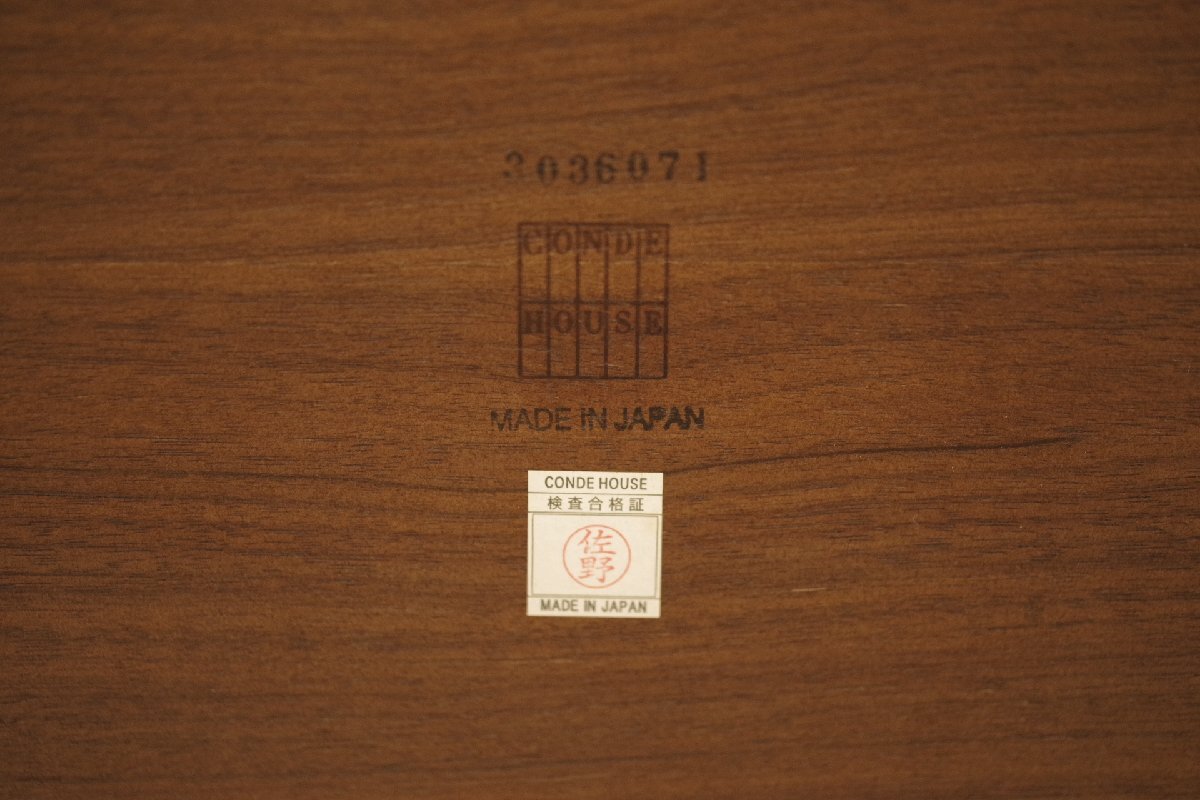 3036071
CONDE
HOUSE
MADE IN JAPAN
CONDE HOUSE
検査合格証
佐野
MADE IN JAPAN